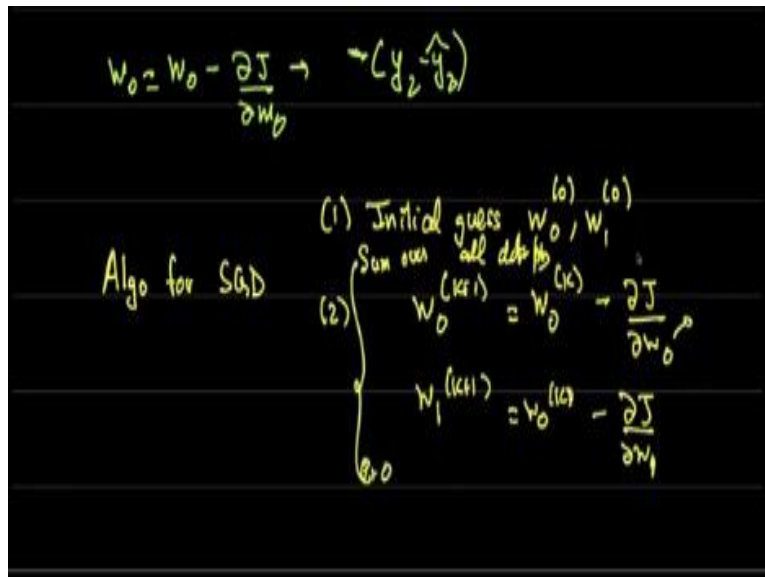 w₀ = w₀ - ∂J/∂w₀ → -(y₂ - ŷ₂)
(1) Initial guess w₀⁽⁰⁾, w₁⁽⁰⁾
Algo for SGD
Sum over all data pts
(2) w₀⁽ᵏ⁺¹⁾ = w₀⁽ᵏ⁾ - ∂J/∂w₀
w₁⁽ᵏ⁺¹⁾ = w₀⁽ᵏ⁾ - ∂J/∂w₁